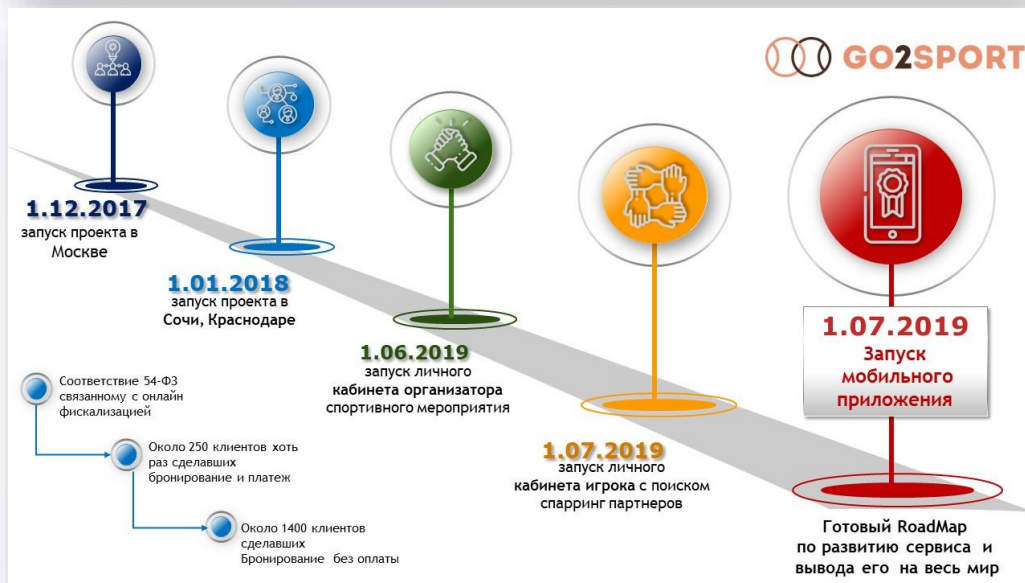 GO2SPORT
1.12.2017
запуск проекта в
Москве
1.01.2018
запуск проекта в
Сочи, Краснодаре
1.06.2019
запуск личного
кабинета организатора
спортивного мероприятия
1.07.2019
запуск личного
кабинета игрока с поиском
спарринг партнеров
1.07.2019
Запуск
мобильного
приложения
Готовый RoadMap
по развитию сервиса и
вывода его на весь мир
Соответствие 54-ФЗ
связанному с онлайн
фискализацией
Около 250 клиентов хоть
раз сделавших
бронирование и платеж
Около 1400 клиентов
сделавших
Бронирование без оплаты